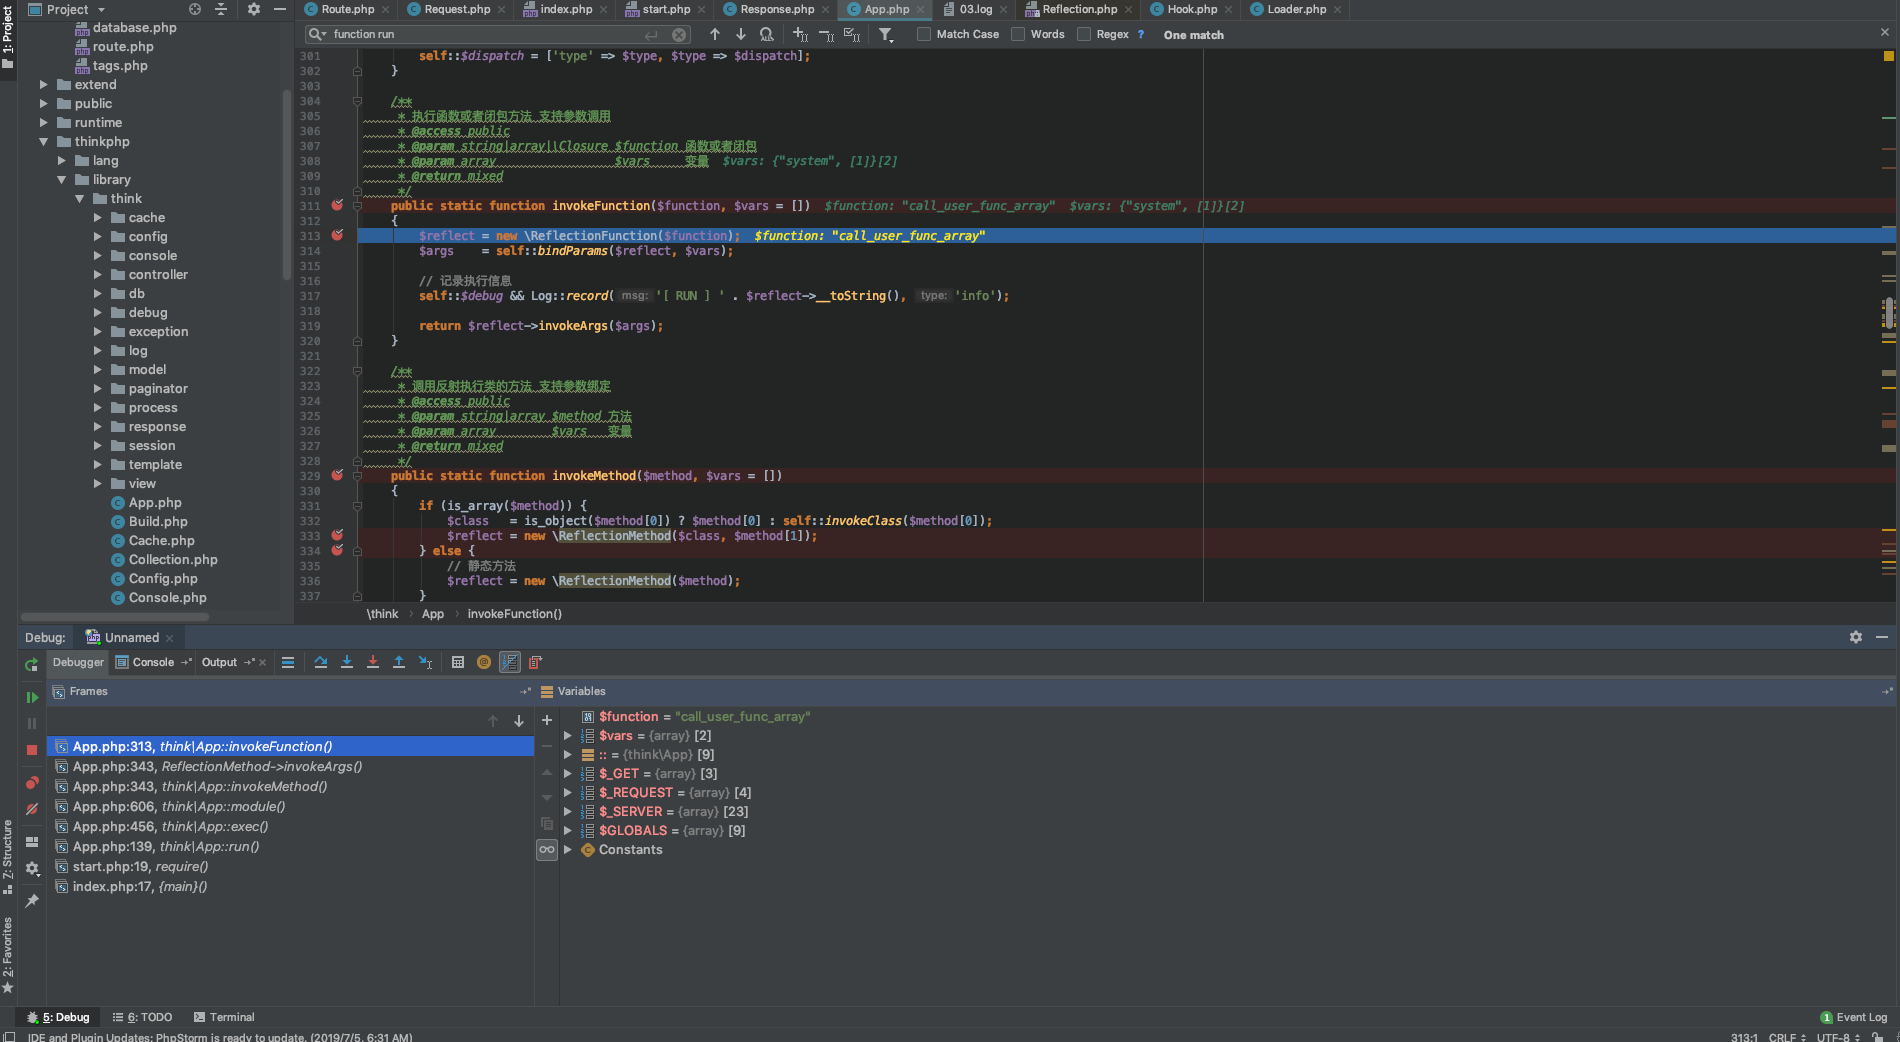 Project
Route.php
Request.php
index.php
start.php
Response.php
App.php
03.log
Reflection.php
Hook.php
Loader.php
function run
Match Case
Words
Regex
?
One match
1: Project
database.php
route.php
tags.php
extend
public
runtime
thinkphp
lang
library
think
cache
config
console
controller
db
debug
exception
log
model
paginator
process
response
session
template
view
App.php
Build.php
Cache.php
Collection.php
Config.php
Console.php
301 self::$dispatch = ['type' => $type, $type => $dispatch];
302 }
303
304 /**
305 * 执行函数或者闭包方法 支持参数调用
306 * @access public
307 * @param string|array|\Closure $function 函数或者闭包
308 * @param array $vars 变量 $vars: {"system", [1]}[2]
309 * @return mixed
310 */
311 public static function invokeFunction($function, $vars = []) $function: "call_user_func_array" $vars: {"system", [1]}[2]
312 {
313 $reflect = new \ReflectionFunction($function); $function: "call_user_func_array"
314 $args = self::bindParams($reflect, $vars);
315
316 // 记录执行信息
317 self::$debug && Log::record( msg: '[ RUN ] ' . $reflect->__toString(), type: 'info');
318
319 return $reflect->invokeArgs($args);
320 }
321
322 /**
323 * 调用反射执行类的方法 支持参数绑定
324 * @access public
325 * @param string|array $method 方法
326 * @param array $vars 变量
327 * @return mixed
328 */
329 public static function invokeMethod($method, $vars = [])
330 {
331 if (is_array($method)) {
332 $class = is_object($method[0]) ? $method[0] : self::invokeClass($method[0]);
333 $reflect = new \ReflectionMethod($class, $method[1]);
334 } else {
335 // 静态方法
336 $reflect = new \ReflectionMethod($method);
337 }
\think › App › invokeFunction()
Debug: Unnamed
Debugger Console Output
Frames
Variables
App.php:313, think\App::invokeFunction()
App.php:343, ReflectionMethod->invokeArgs()
App.php:343, think\App::invokeMethod()
App.php:606, think\App::module()
App.php:456, think\App::exec()
App.php:139, think\App::run()
start.php:19, require()
index.php:17, {main}()
$function = "call_user_func_array"
$vars = {array} [2]
:: = {think\App} [9]
$_GET = {array} [3]
$_REQUEST = {array} [4]
$_SERVER = {array} [23]
$GLOBALS = {array} [9]
Constants
7: Structure
2: Favorites
5: Debug
6: TODO
Terminal
1 Event Log
IDE and Plugin Updates: PhpStorm is ready to update. (2019/7/5, 6:31 AM)
313:1 CRLF UTF-8